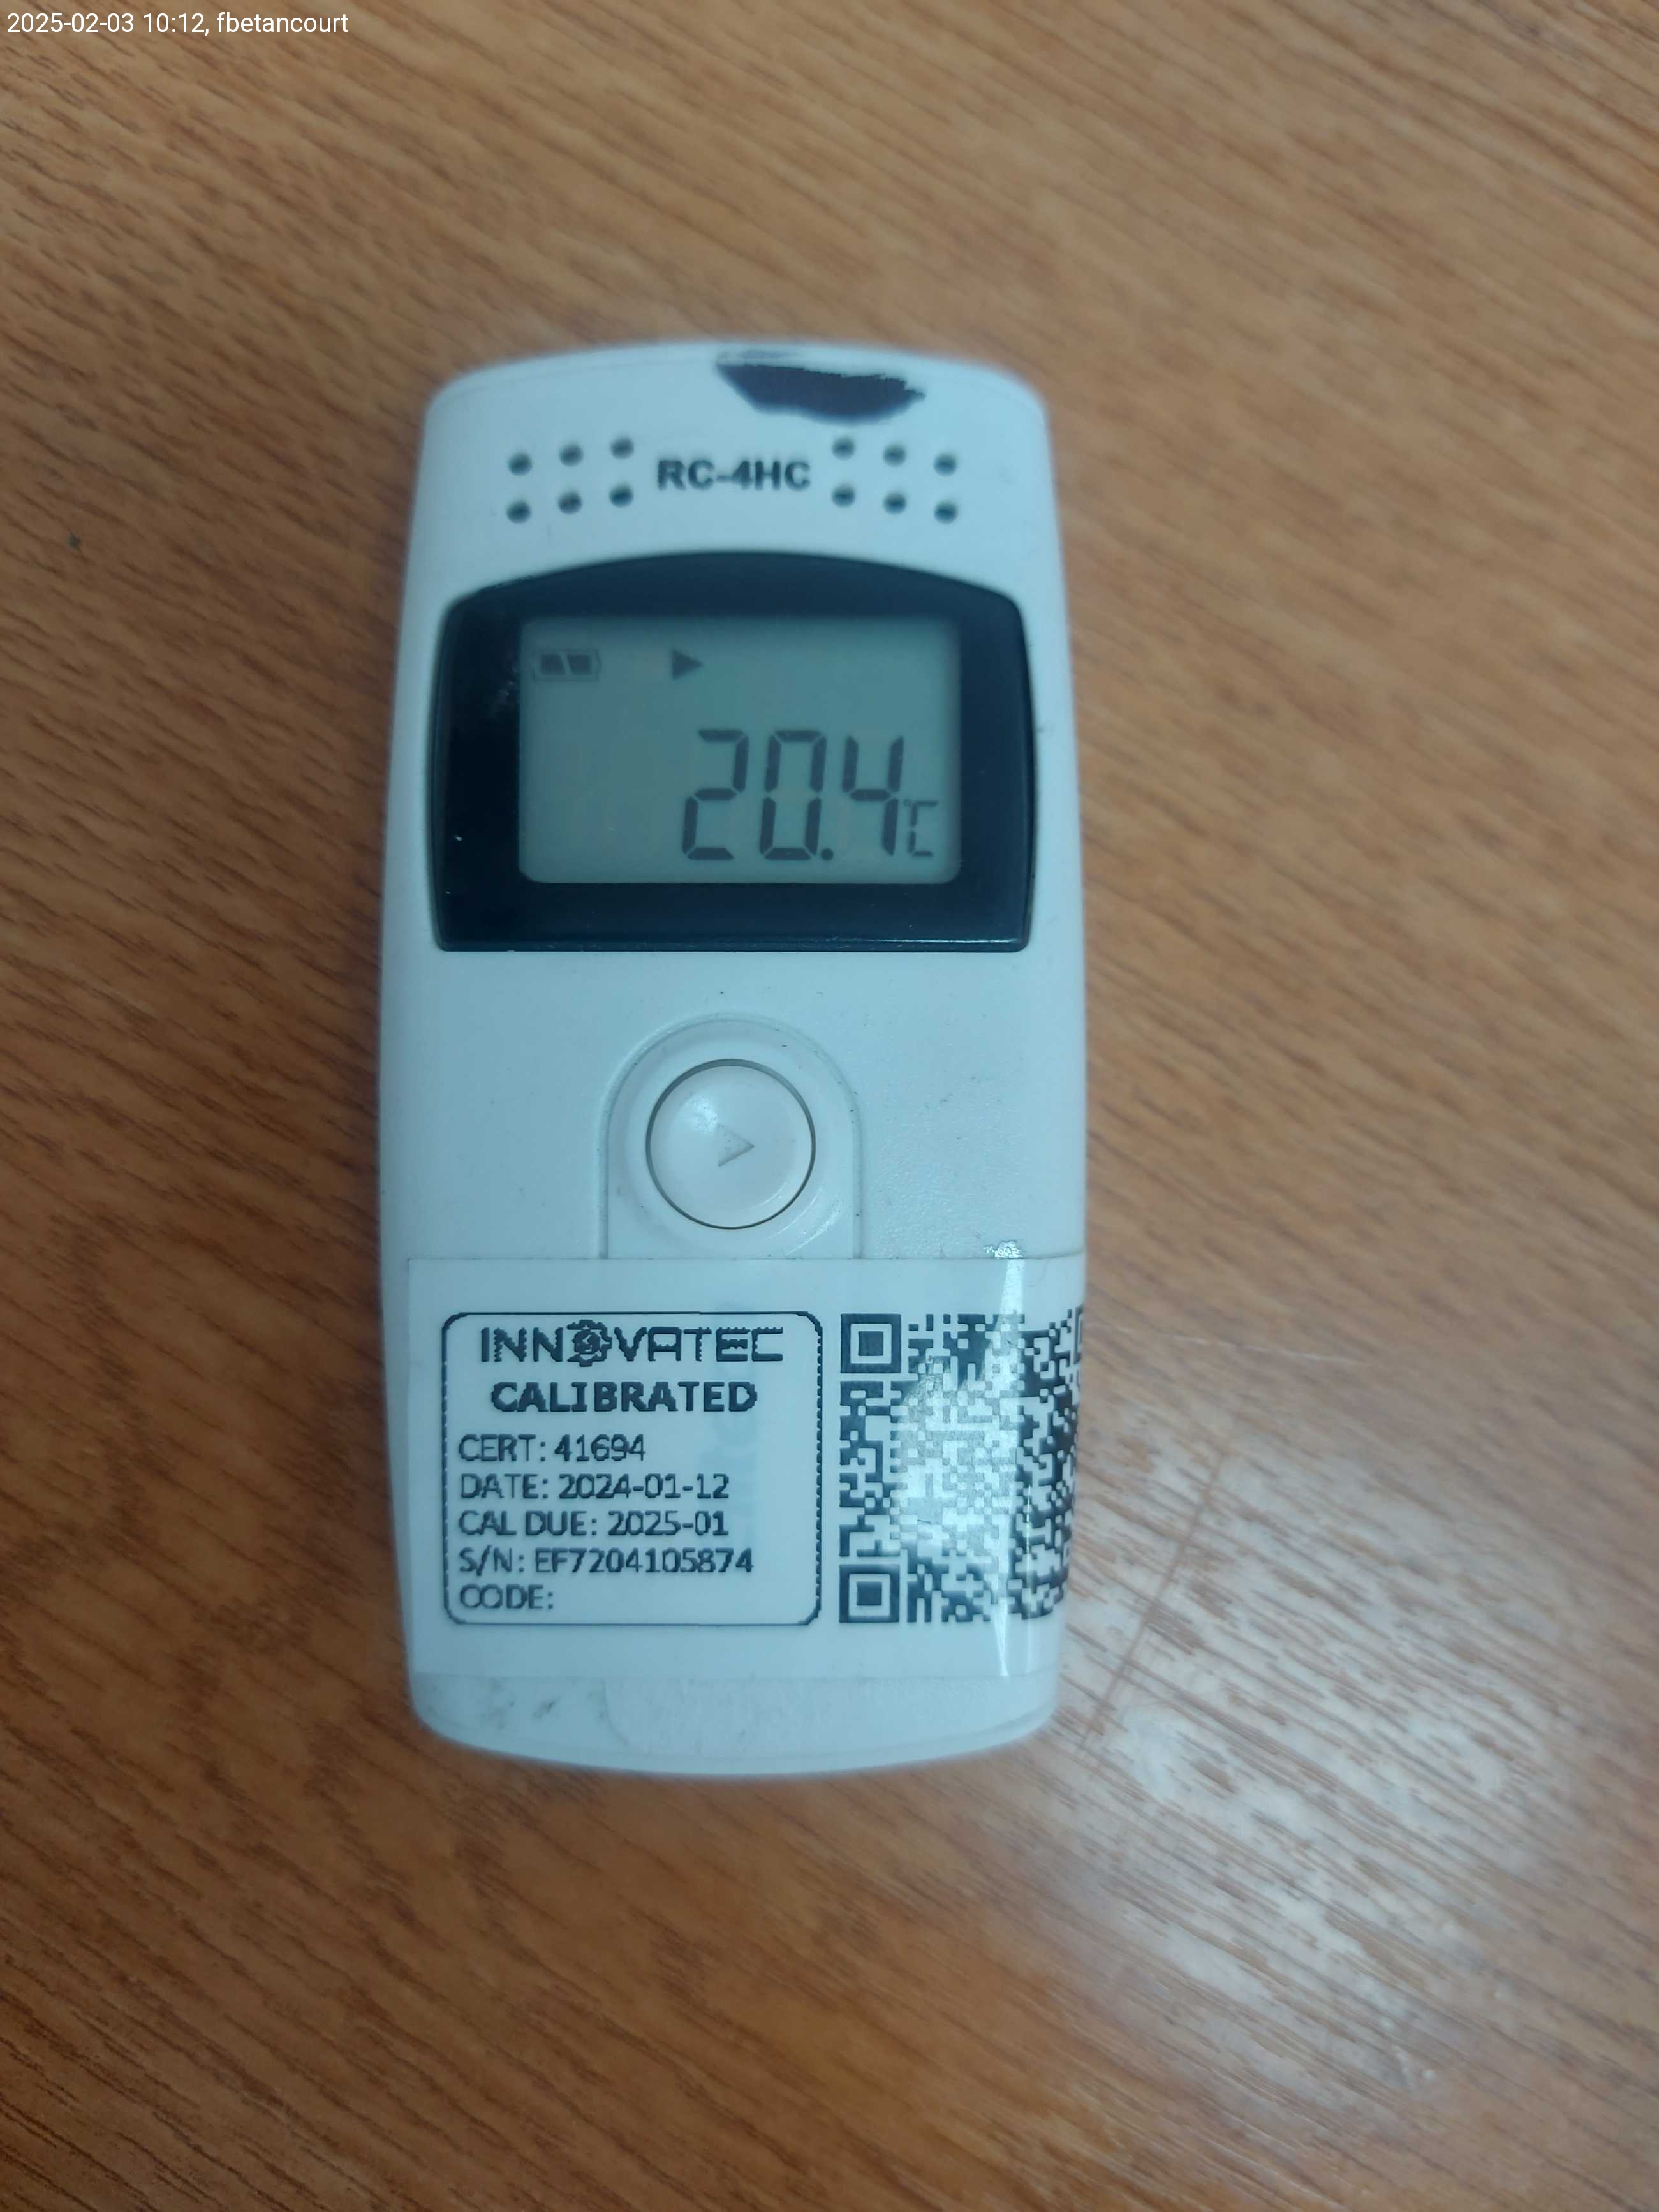 2025-02-03 10:12, fbetancourt
RC-4HC
20.4°C
INNOVATEC
CALIBRATED
CERT: 41694
DATE: 2024-01-12
CAL DUE: 2025-01
S/N: EF7204105874
CODE: